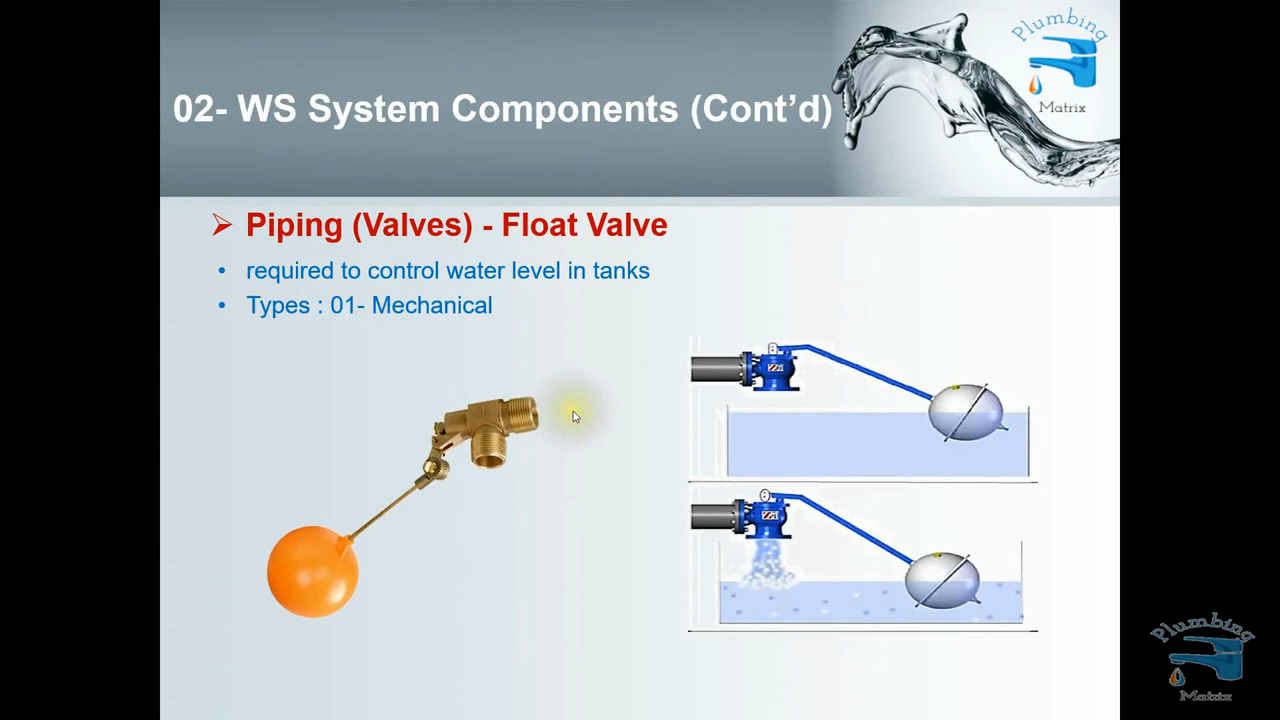 Plumbing
Matrix
02- WS System Components (Cont’d)
➢ Piping (Valves) - Float Valve
• required to control water level in tanks
• Types : 01- Mechanical
Plumbing
Matrix